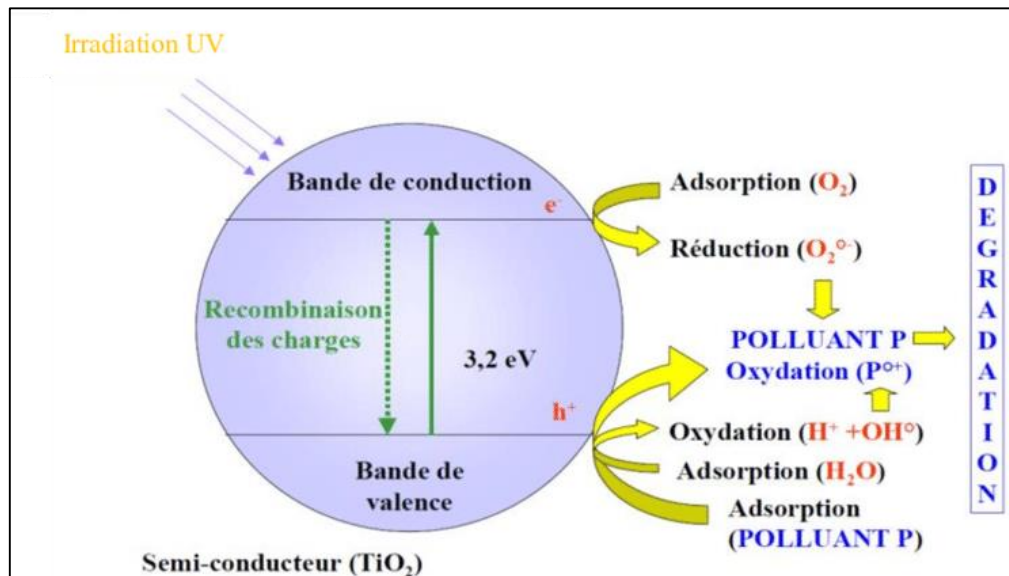 Irradiation UV
Bande de conduction
e⁻
Adsorption (O₂)
Réduction (O₂°⁻)
Recombinaison
des charges
3,2 eV
POLLUANT P
Oxydation (P°⁺)
h⁺
Oxydation (H⁺ +OH°)
Bande de
valence
Adsorption (H₂O)
Adsorption
(POLLUANT P)
Semi-conducteur (TiO₂)
D
E
G
R
A
D
A
T
I
O
N